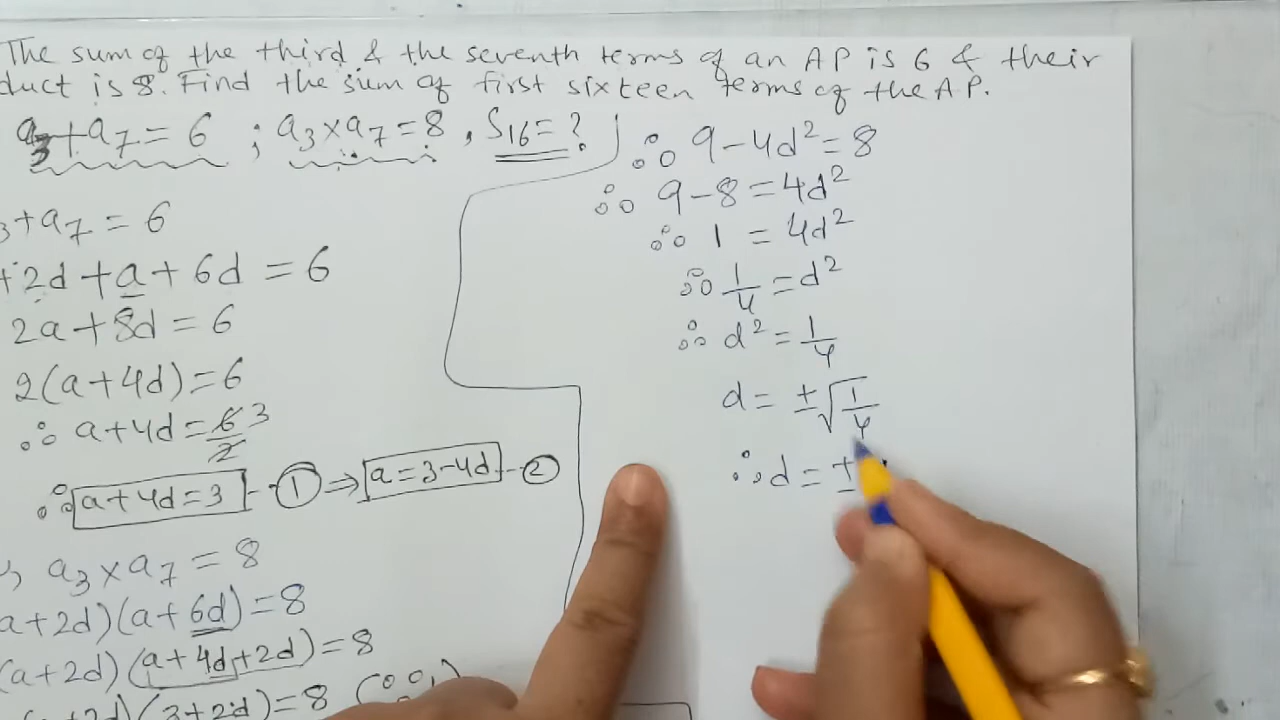 The sum of the third & the seventh terms of an AP is 6 & their
duct is 8. Find the sum of first sixteen terms of the A.P.
a₃+a₇ = 6 ; a₃×a₇ = 8 , S₁₆ = ?
₃+a₇ = 6
+2d + a + 6d = 6
2a + 8d = 6
2(a+4d) = 6
∴ a+4d = 6/2 3
∴ a+4d = 3 - ① ⇒ a = 3-4d - ②
a₃ × a₇ = 8
a+2d)(a+6d) = 8
(a+2d)(a+4d+2d) = 8
+2d)(3+2d) = 8 (∵
∴ 9-4d² = 8
∴ 9-8 = 4d²
∴ 1 = 4d²
∴ 1/4 = d²
∴ d² = 1/4
d = ±√1/4
∴ d = ±